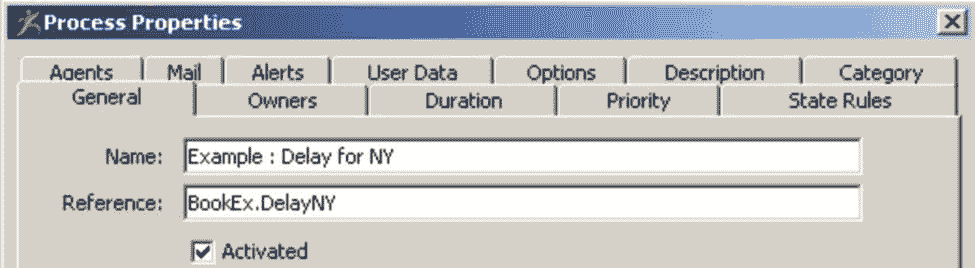 Process Properties
Agents Mail Alerts User Data Options Description Category
General Owners Duration Priority State Rules
Name: Example : Delay for NY
Reference: BookEx.DelayNY
Activated